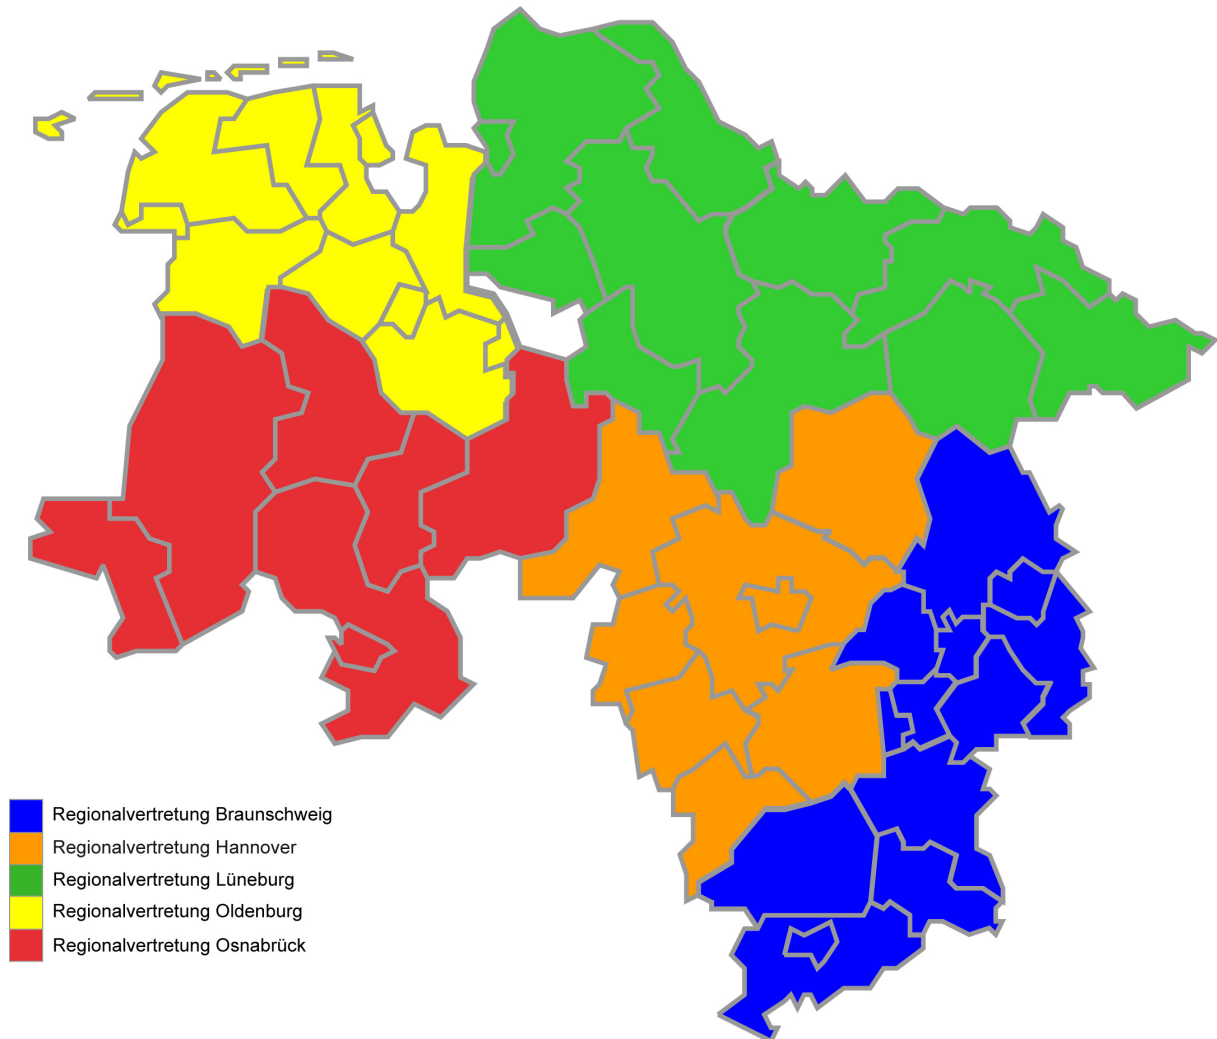 Regionalvertretung Braunschweig
Regionalvertretung Hannover
Regionalvertretung Lüneburg
Regionalvertretung Oldenburg
Regionalvertretung Osnabrück